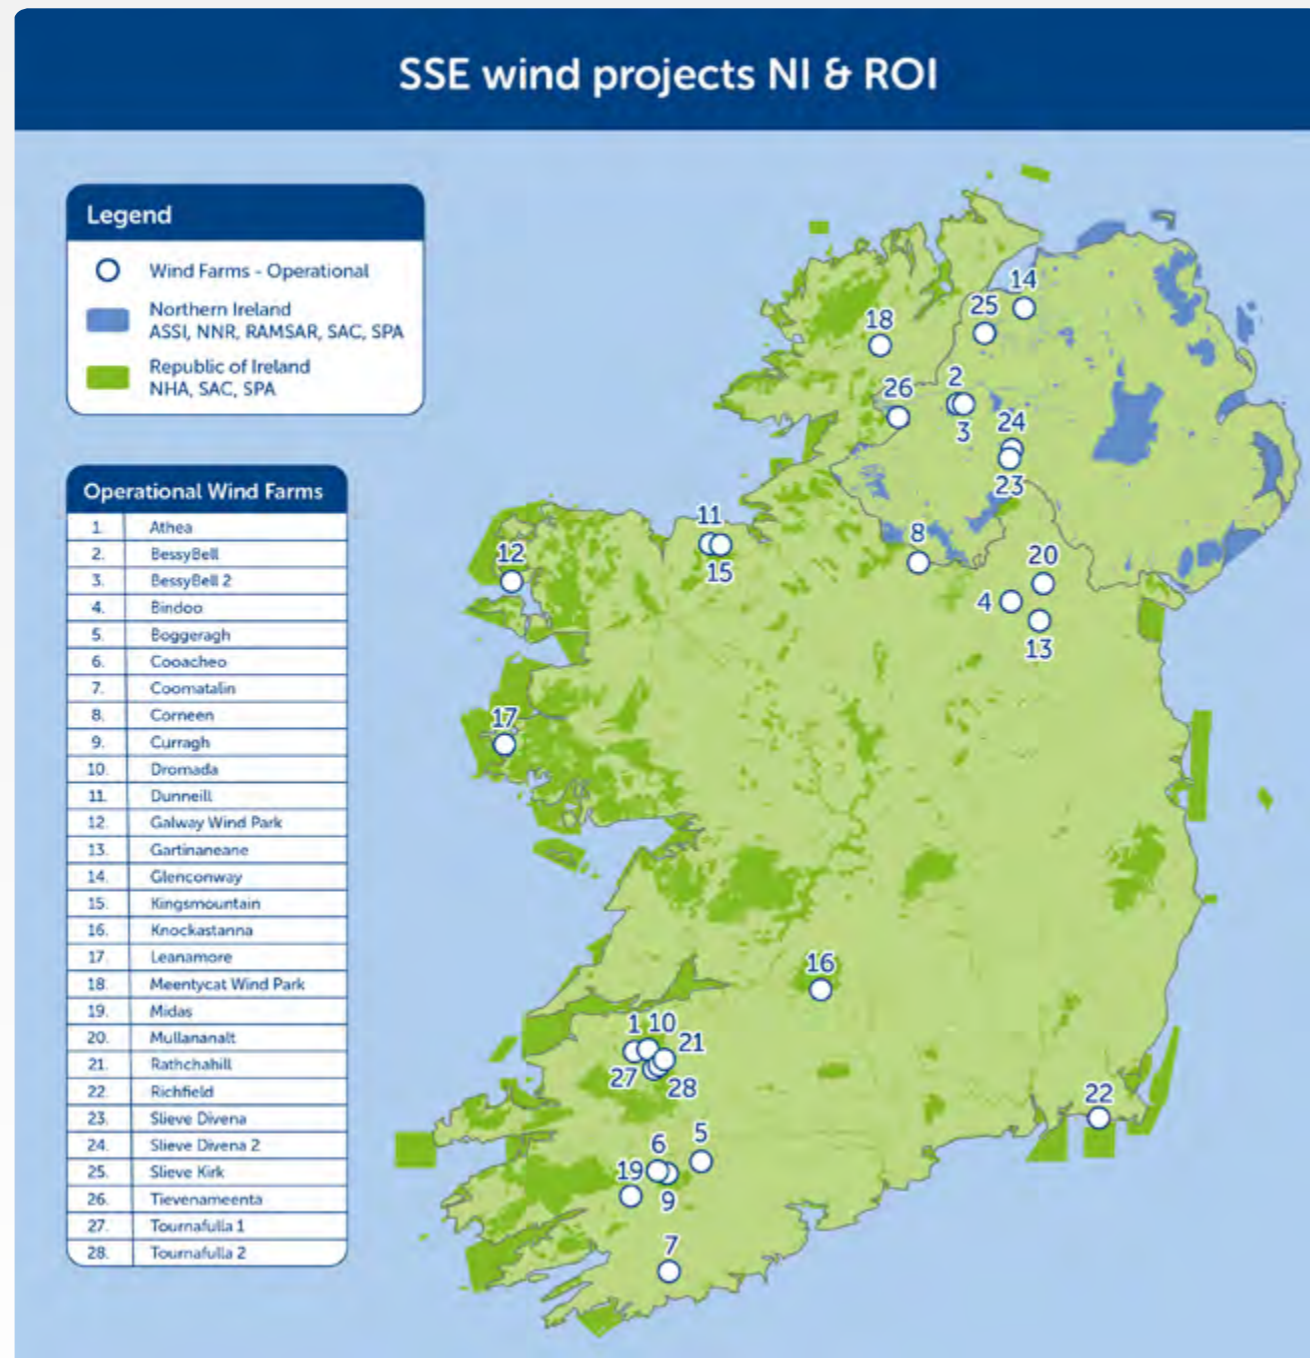 SSE wind projects NI & ROI
Legend
Wind Farms - Operational
Northern Ireland
ASSI, NNR, RAMSAR, SAC, SPA
Republic of Ireland
NHA, SAC, SPA
Operational Wind Farms
1. Athea
2. BessyBell
3. BessyBell 2
4. Bindoo
5. Boggeragh
6. Cooacheo
7. Coomatalin
8. Corneen
9. Curragh
10. Dromada
11. Dunneill
12. Galway Wind Park
13. Gartinaneane
14. Glenconway
15. Kingsmountain
16. Knockastanna
17. Leanamore
18. Meentycat Wind Park
19. Midas
20. Mullananalt
21. Rathchahill
22. Richfield
23. Slieve Divena
24. Slieve Divena 2
25. Slieve Kirk
26. Tievenameenta
27. Tournafulla 1
28. Tournafulla 2
14
25
18
2
26
3
24
23
11
8
12
15
20
4
13
17
16
1 10
21
27
28
22
5
6
19
9
7